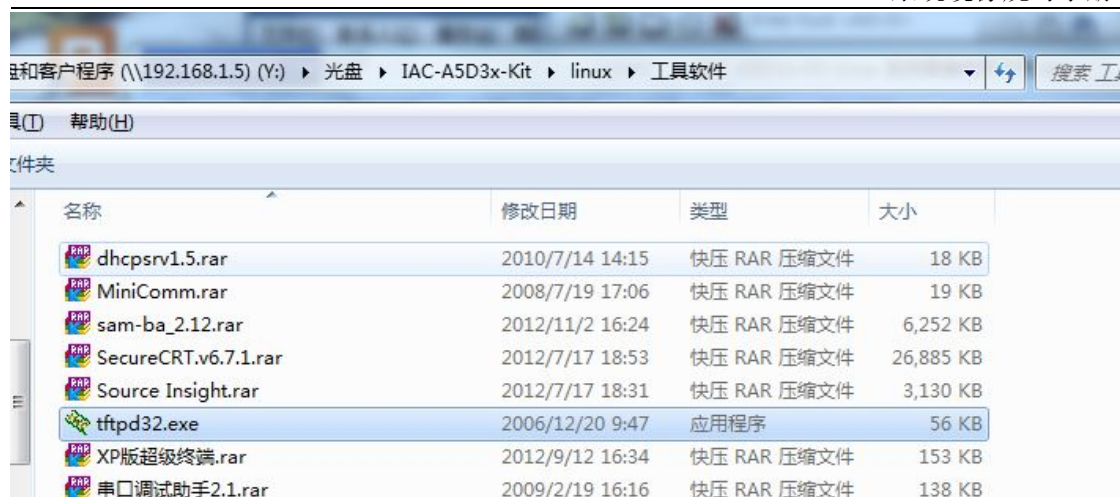 和客户程序 (\\192.168.1.5) (Y:) ▸ 光盘 ▸ IAC-A5D3x-Kit ▸ linux ▸ 工具软件 搜索
具(T) 帮助(H)
文件夹
名称 修改日期 类型 大小
dhcpsrv1.5.rar 2010/7/14 14:15 快压 RAR 压缩文件 18 KB
MiniComm.rar 2008/7/19 17:06 快压 RAR 压缩文件 19 KB
sam-ba_2.12.rar 2012/11/2 16:24 快压 RAR 压缩文件 6,252 KB
SecureCRT.v6.7.1.rar 2012/7/17 18:53 快压 RAR 压缩文件 26,885 KB
Source Insight.rar 2012/7/17 18:31 快压 RAR 压缩文件 3,130 KB
tftpd32.exe 2006/12/20 9:47 应用程序 56 KB
XP版超级终端.rar 2012/9/12 16:34 快压 RAR 压缩文件 153 KB
串口调试助手2.1.rar 2009/2/19 16:16 快压 RAR 压缩文件 138 KB